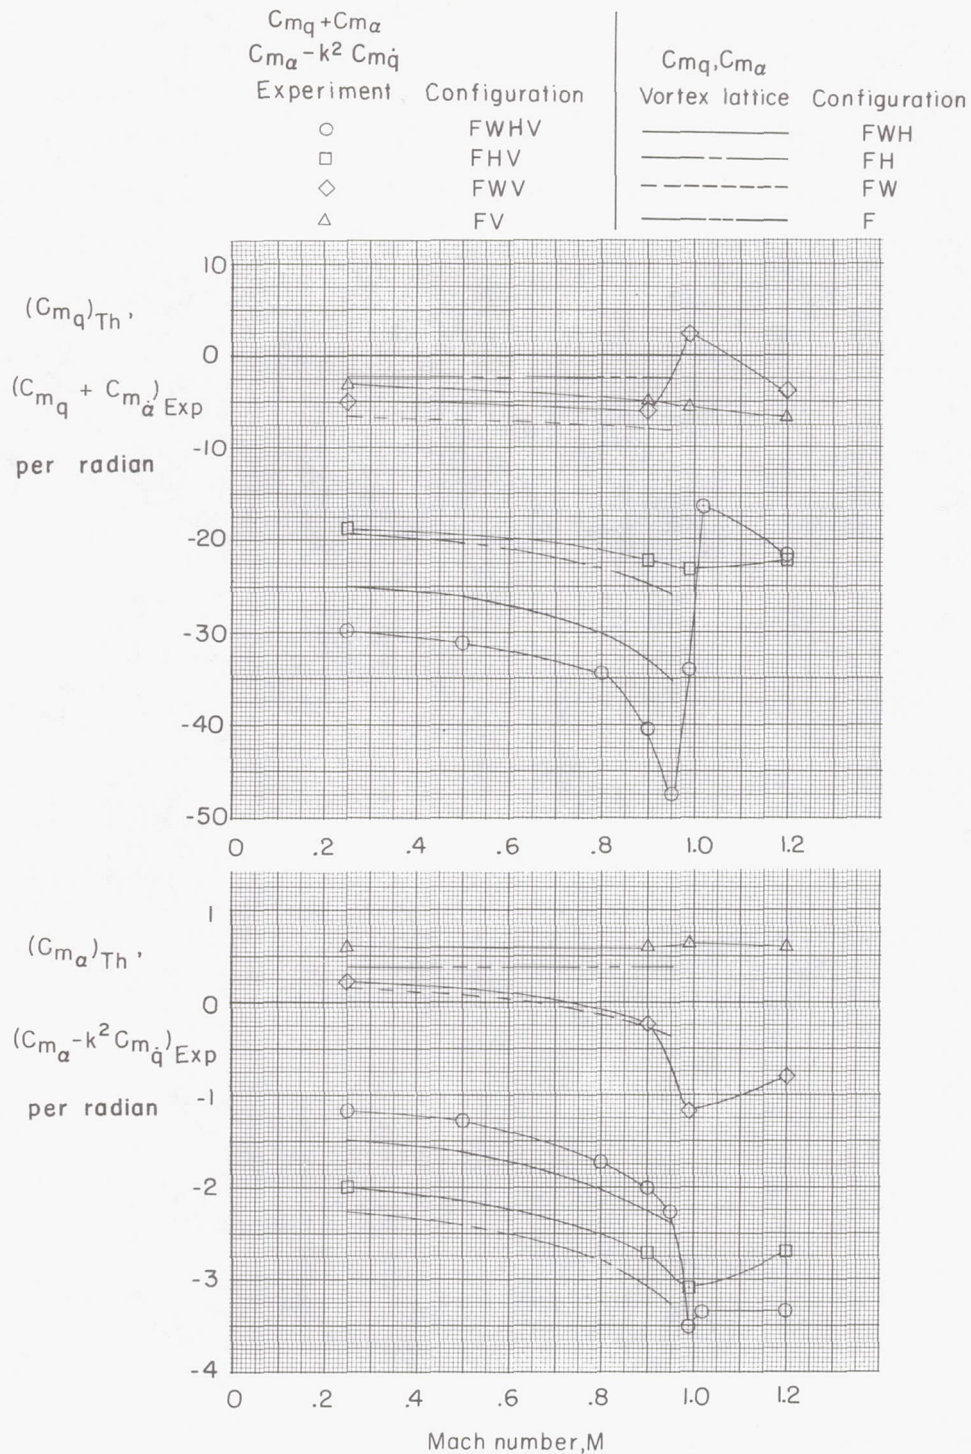 Cmq + Cmα
Cmα - k² Cmq̇
Experiment Configuration
FWHV
FHV
FWV
FV
Cmq, Cmα
Vortex lattice Configuration
FWH
FH
FW
F
(Cmq)Th,
(Cmq + Cmα̇)Exp
per radian
10
0
-10
-20
-30
-40
-50
0 .2 .4 .6 .8 1.0 1.2
(Cmα)Th,
(Cmα - k² Cmq̇)Exp
per radian
1
0
-1
-2
-3
-4
0 .2 .4 .6 .8 1.0 1.2
Mach number, M